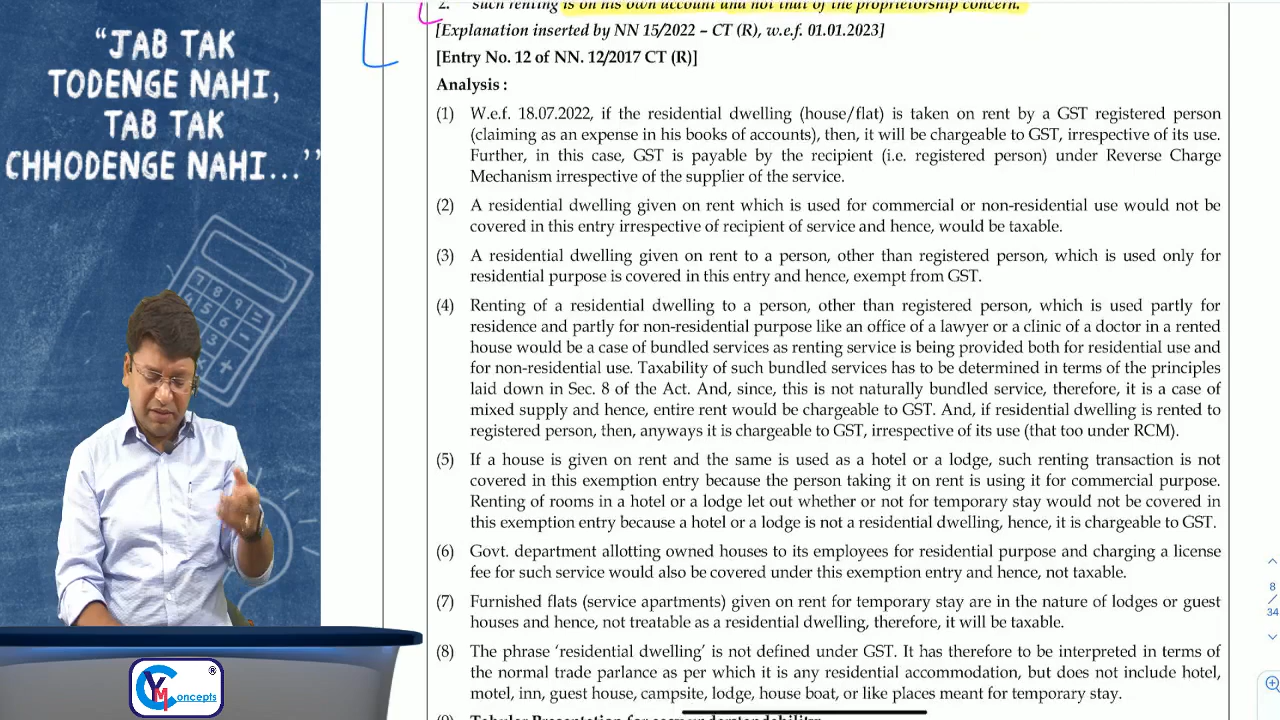 “JAB TAK
TODENGE NAHI,
TAB TAK
CHHODENGE NAHI...’’
YM
Concepts
®
2. such renting is on his own account and not that of the proprietorship concern.
[Explanation inserted by NN 15/2022 – CT (R), w.e.f. 01.01.2023]
[Entry No. 12 of NN. 12/2017 CT (R)]
Analysis :
(1) W.e.f. 18.07.2022, if the residential dwelling (house/flat) is taken on rent by a GST registered person
(claiming as an expense in his books of accounts), then, it will be chargeable to GST, irrespective of its use.
Further, in this case, GST is payable by the recipient (i.e. registered person) under Reverse Charge
Mechanism irrespective of the supplier of the service.
(2) A residential dwelling given on rent which is used for commercial or non-residential use would not be
covered in this entry irrespective of recipient of service and hence, would be taxable.
(3) A residential dwelling given on rent to a person, other than registered person, which is used only for
residential purpose is covered in this entry and hence, exempt from GST.
(4) Renting of a residential dwelling to a person, other than registered person, which is used partly for
residence and partly for non-residential purpose like an office of a lawyer or a clinic of a doctor in a rented
house would be a case of bundled services as renting service is being provided both for residential use and
for non-residential use. Taxability of such bundled services has to be determined in terms of the principles
laid down in Sec. 8 of the Act. And, since, this is not naturally bundled service, therefore, it is a case of
mixed supply and hence, entire rent would be chargeable to GST. And, if residential dwelling is rented to
registered person, then, anyways it is chargeable to GST, irrespective of its use (that too under RCM).
(5) If a house is given on rent and the same is used as a hotel or a lodge, such renting transaction is not
covered in this exemption entry because the person taking it on rent is using it for commercial purpose.
Renting of rooms in a hotel or a lodge let out whether or not for temporary stay would not be covered in
this exemption entry because a hotel or a lodge is not a residential dwelling, hence, it is chargeable to GST.
(6) Govt. department allotting owned houses to its employees for residential purpose and charging a license
fee for such service would also be covered under this exemption entry and hence, not taxable.
(7) Furnished flats (service apartments) given on rent for temporary stay are in the nature of lodges or guest
houses and hence, not treatable as a residential dwelling, therefore, it will be taxable.
(8) The phrase ‘residential dwelling’ is not defined under GST. It has therefore to be interpreted in terms of
the normal trade parlance as per which it is any residential accommodation, but does not include hotel,
motel, inn, guest house, campsite, lodge, house boat, or like places meant for temporary stay.
(9) Tabular Presentation for easy understandability
8
/
34